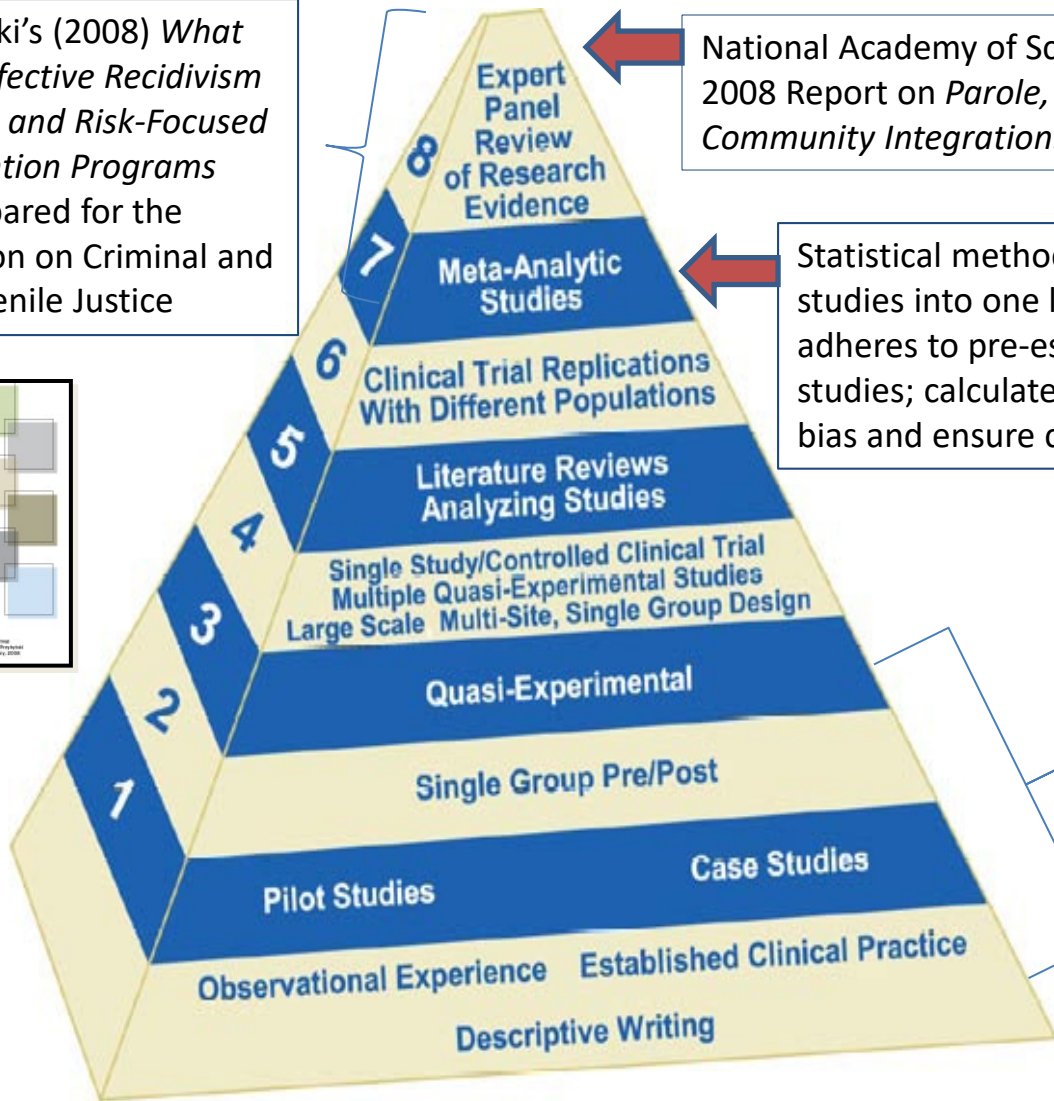 ki’s (2008) What
fective Recidivism
and Risk-Focused
tion Programs
pared for the
on on Criminal and
enile Justice
National Academy of Sc
2008 Report on Parole,
Community Integration
Statistical method
studies into one l
adheres to pre-es
studies; calculate
bias and ensure c
8
Expert
Panel
Review
of Research
Evidence
7
Meta-Analytic
Studies
6
Clinical Trial Replications
With Different Populations
5
Literature Reviews
Analyzing Studies
4
Single Study/Controlled Clinical Trial
Multiple Quasi-Experimental Studies
Large Scale Multi-Site, Single Group Design
3
Quasi-Experimental
2
Single Group Pre/Post
1
Pilot Studies Case Studies
Observational Experience Established Clinical Practice
Descriptive Writing